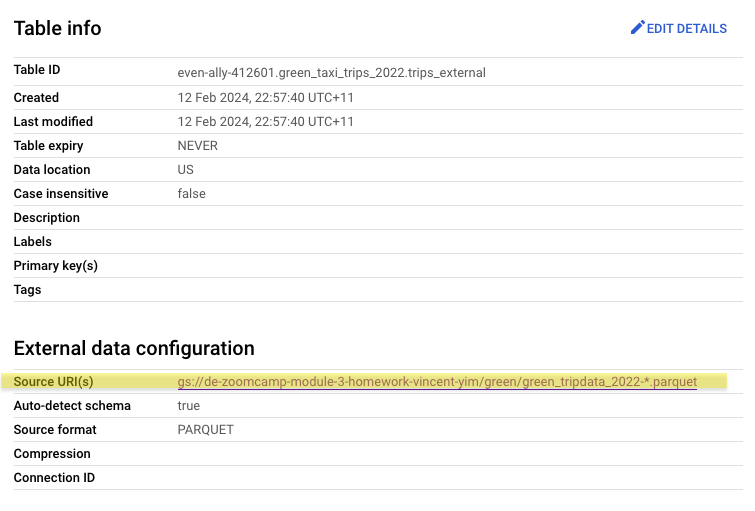 Table info
EDIT DETAILS
Table ID even-ally-412601.green_taxi_trips_2022.trips_external
Created 12 Feb 2024, 22:57:40 UTC+11
Last modified 12 Feb 2024, 22:57:40 UTC+11
Table expiry NEVER
Data location US
Case insensitive false
Description
Labels
Primary key(s)
Tags
External data configuration
Source URI(s) gs://de-zoomcamp-module-3-homework-vincent-yim/green/green_tripdata_2022-*.parquet
Auto-detect schema true
Source format PARQUET
Compression
Connection ID